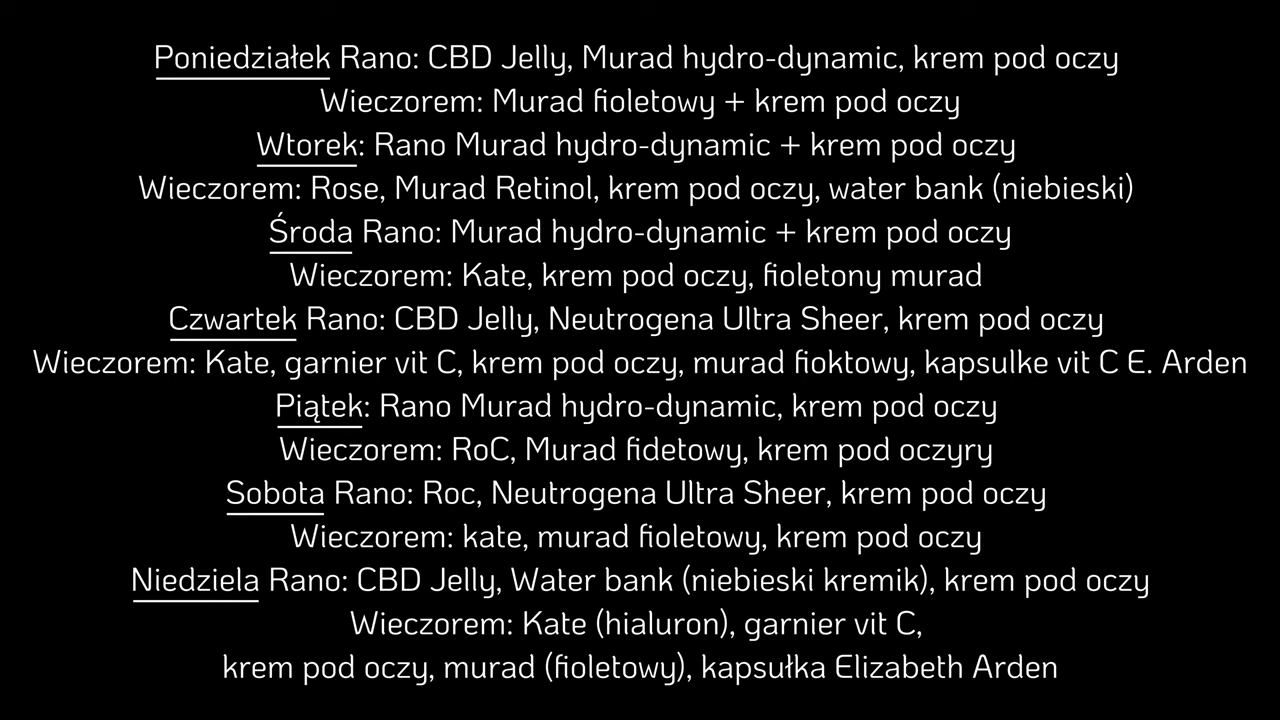 Poniedziałek Rano: CBD Jelly, Murad hydro-dynamic, krem pod oczy
Wieczorem: Murad fioletowy + krem pod oczy
Wtorek: Rano Murad hydro-dynamic + krem pod oczy
Wieczorem: Rose, Murad Retinol, krem pod oczy, water bank (niebieski)
Środa Rano: Murad hydro-dynamic + krem pod oczy
Wieczorem: Kate, krem pod oczy, fioletony murad
Czwartek Rano: CBD Jelly, Neutrogena Ultra Sheer, krem pod oczy
Wieczorem: Kate, garnier vit C, krem pod oczy, murad fioktowy, kapsulke vit C E. Arden
Piątek: Rano Murad hydro-dynamic, krem pod oczy
Wieczorem: RoC, Murad fidetowy, krem pod oczyry
Sobota Rano: Roc, Neutrogena Ultra Sheer, krem pod oczy
Wieczorem: kate, murad fioletowy, krem pod oczy
Niedziela Rano: CBD Jelly, Water bank (niebieski kremik), krem pod oczy
Wieczorem: Kate (hialuron), garnier vit C,
krem pod oczy, murad (fioletowy), kapsułka Elizabeth Arden